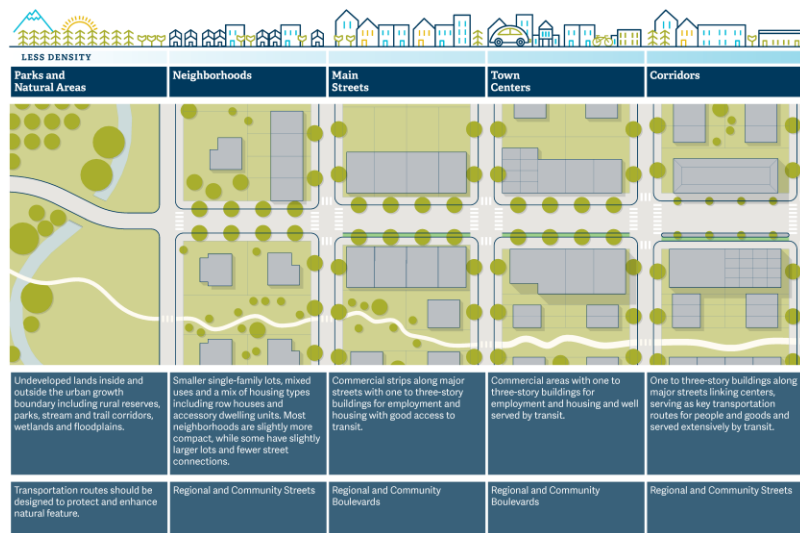 LESS DENSITY
Parks and
Natural Areas
Neighborhoods
Main
Streets
Town
Centers
Corridors
Undeveloped lands inside and
outside the urban growth
boundary including rural reserves,
parks, stream and trail corridors,
wetlands and floodplains.
Smaller single-family lots, mixed
uses and a mix of housing types
including row houses and
accessory dwelling units. Most
neighborhoods are slightly more
compact, while some have slightly
larger lots and fewer street
connections.
Commercial strips along major
streets with one to three-story
buildings for employment and
housing with good access to
transit.
Commercial areas with one to
three-story buildings for
employment and housing and well
served by transit.
One to three-story buildings along
major streets linking centers,
serving as key transportation
routes for people and goods and
served extensively by transit.
Transportation routes should be
designed to protect and enhance
natural feature.
Regional and Community Streets
Regional and Community
Boulevards
Regional and Community
Boulevards
Regional and Community Streets